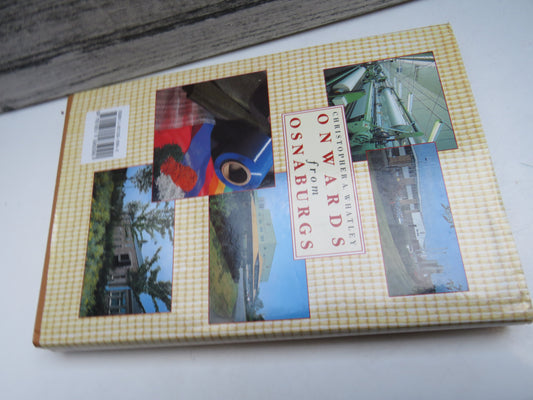 CHRISTOPHER A. WHATLEY
ONWARDS
from
OSNABURGS